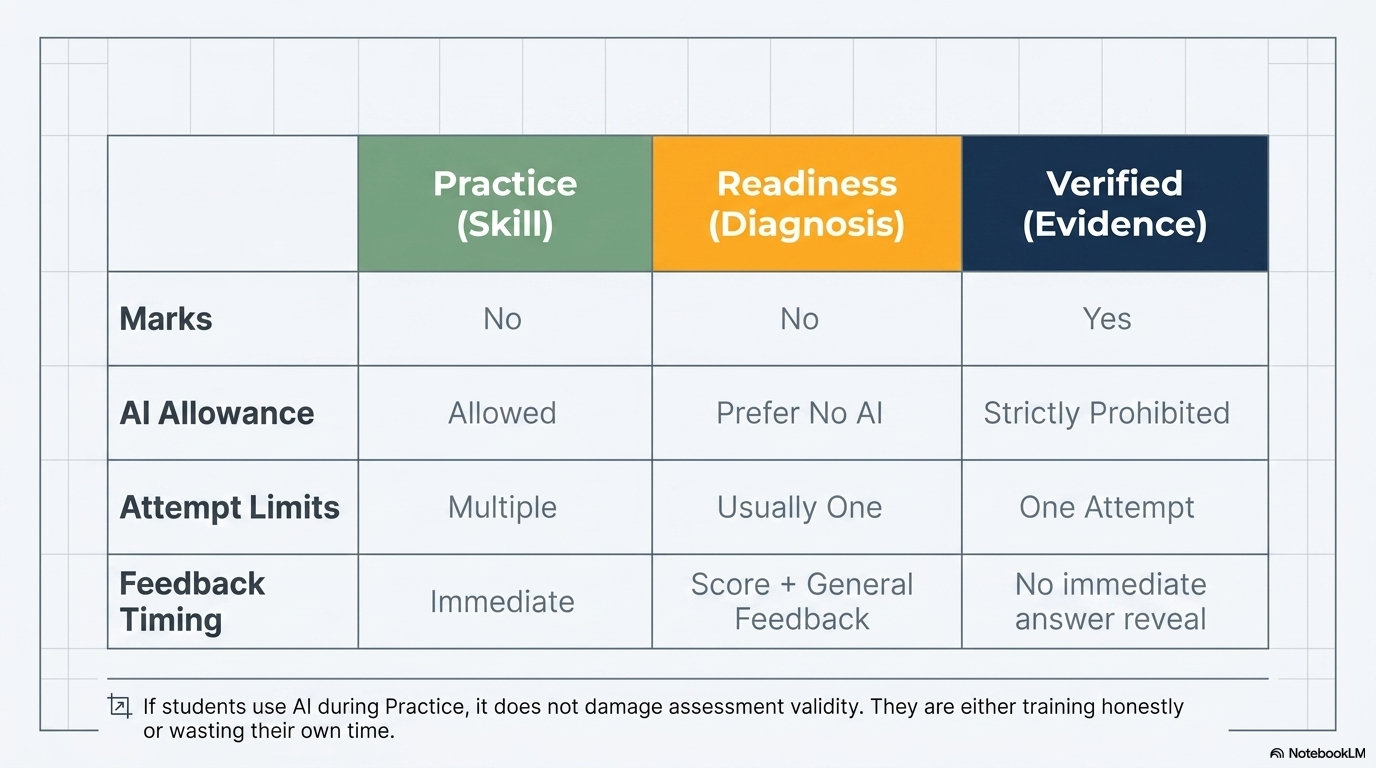 Practice
(Skill)
Readiness
(Diagnosis)
Verified
(Evidence)
Marks
No
No
Yes
AI Allowance
Allowed
Prefer No AI
Strictly Prohibited
Attempt Limits
Multiple
Usually One
One Attempt
Feedback
Timing
Immediate
Score + General
Feedback
No immediate
answer reveal
If students use AI during Practice, it does not damage assessment validity. They are either training honestly
or wasting their own time.
NotebookLM